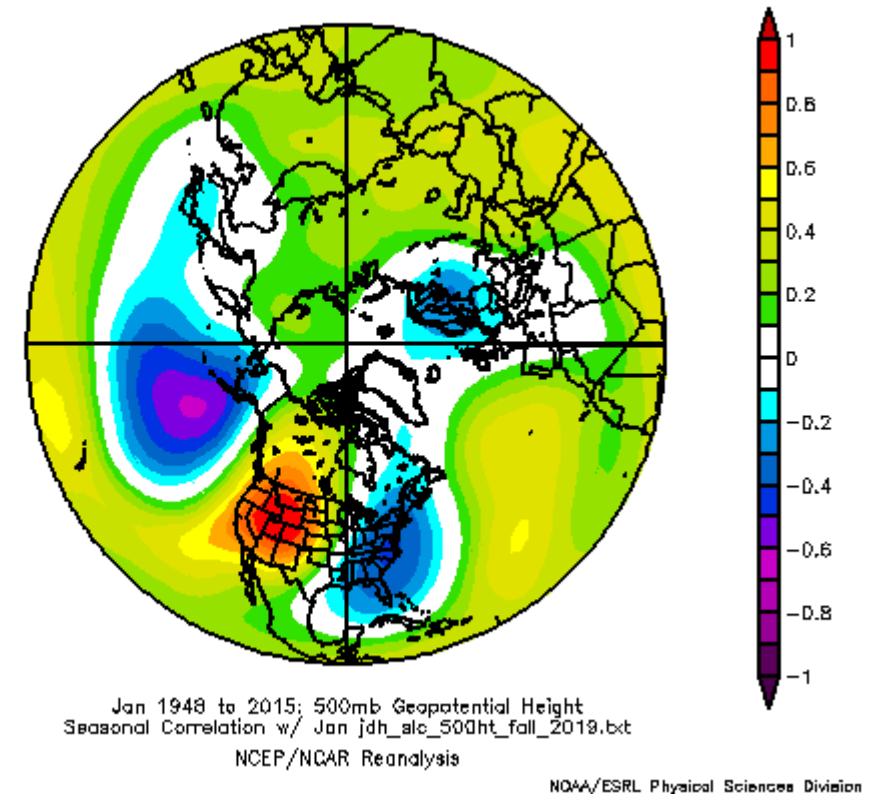 1
0.8
0.6
0.4
0.2
0
-0.2
-0.4
-0.6
-0.8
-1
Jan 1948 to 2015: 500mb Geopotential Height
Seasonal Correlation w/ Jan jdh_slc_500ht_fall_2019.txt
NCEP/NCAR Reanalysis
NOAA/ESRL Physical Sciences Division